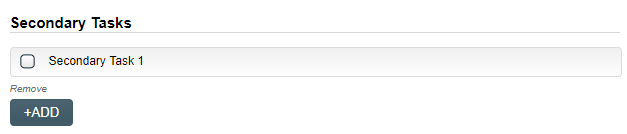 Secondary Tasks
Secondary Task 1
Remove
+ADD